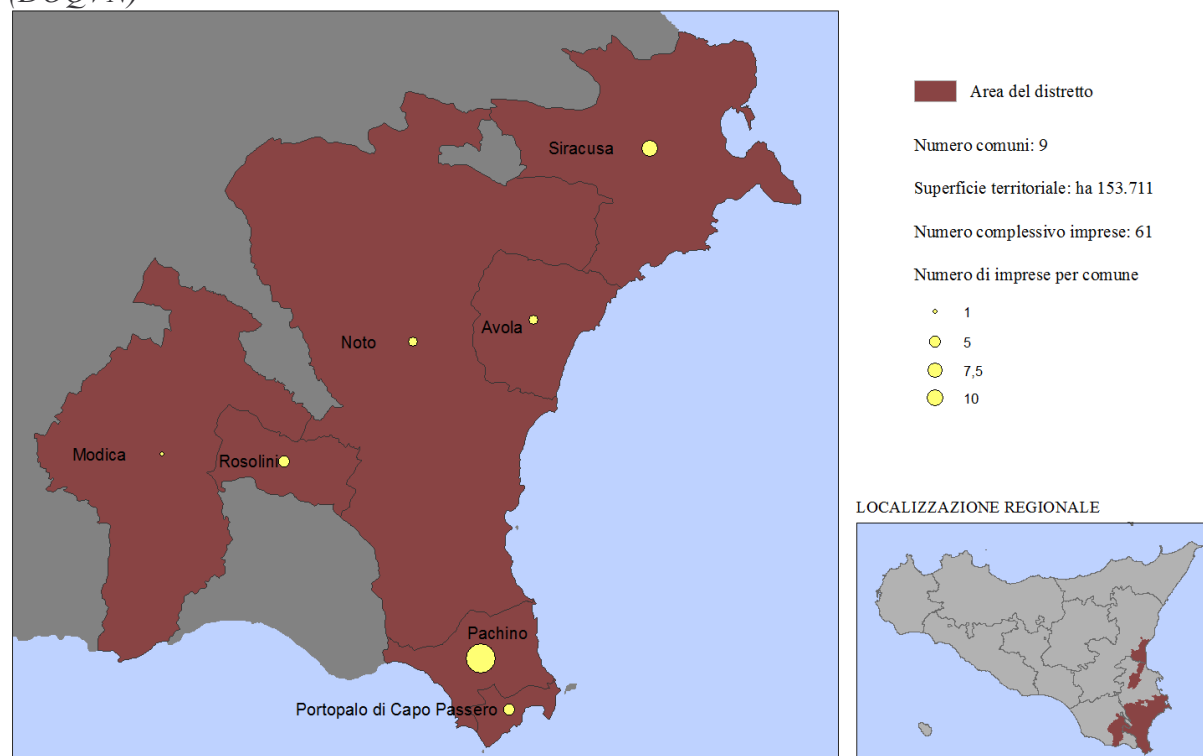 (DOQVN)
Siracusa
Avola
Noto
Modica
Rosolini
Pachino
Portopalo di Capo Passero
Area del distretto
Numero comuni: 9
Superficie territoriale: ha 153.711
Numero complessivo imprese: 61
Numero di imprese per comune
1
5
7,5
10
LOCALIZZAZIONE REGIONALE